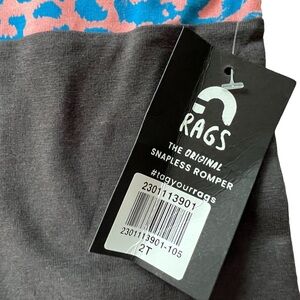 RAGS
THE ORIGINAL
SNAPLESS ROMPER
#tagyourrags
2301113901
2301113901-105
2T